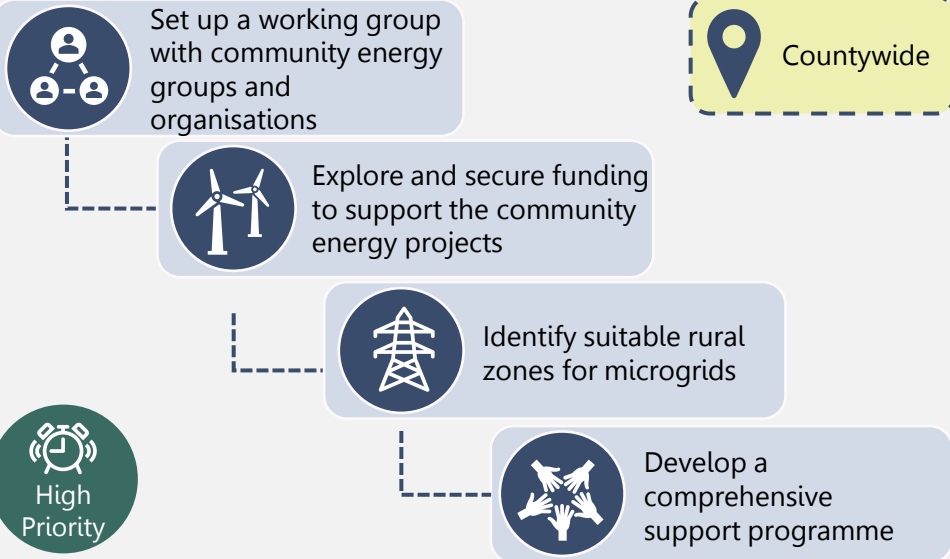 Set up a working group
with community energy
groups and
organisations
Countywide
Explore and secure funding
to support the community
energy projects
Identify suitable rural
zones for microgrids
High
Priority
Develop a
comprehensive
support programme